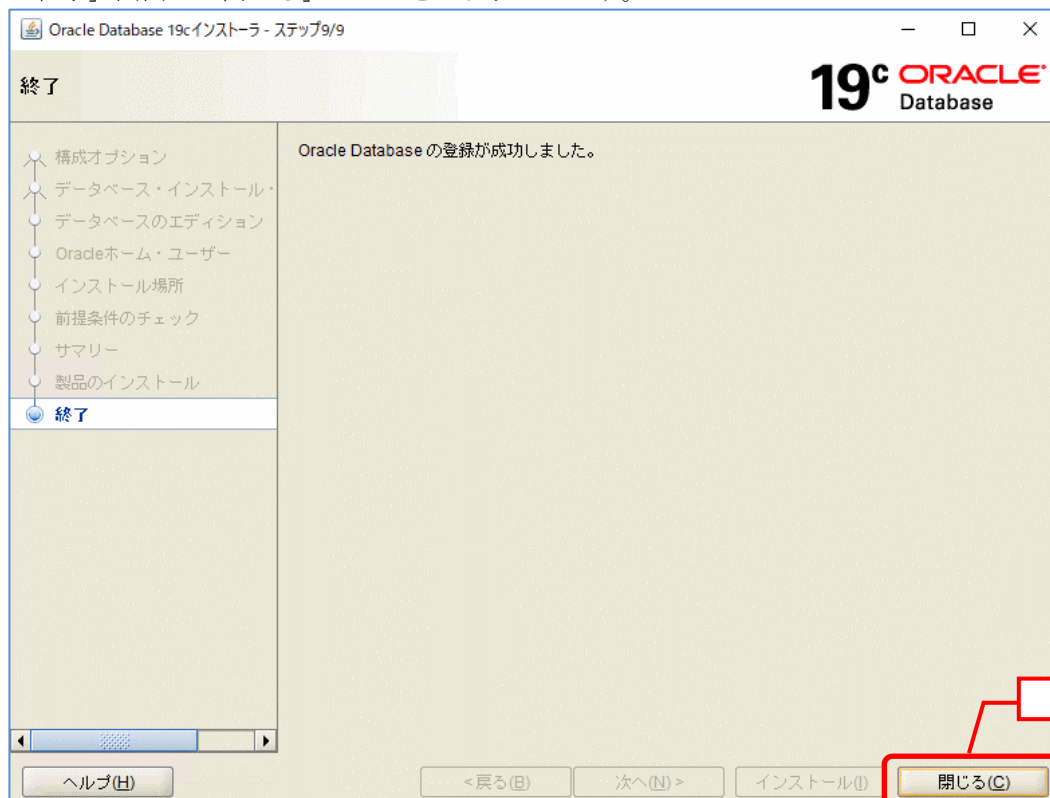 Oracle Database 19cインストーラ - ステップ9/9
終了
19c ORACLE
Database
構成オプション
データベース・インストール・
データベースのエディション
Oracleホーム・ユーザー
インストール場所
前提条件のチェック
サマリー
製品のインストール
終了
Oracle Database の登録が成功しました。
ヘルプ(H)
<戻る(B)
次へ(N)>
インストール(I)
閉じる(C)